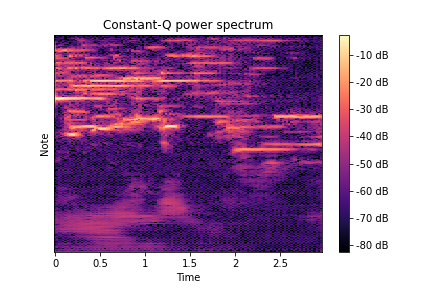 Constant-Q power spectrum
Note
-10 dB
-20 dB
-30 dB
-40 dB
-50 dB
-60 dB
-70 dB
-80 dB
0 0.5 1 1.5 2 2.5
Time